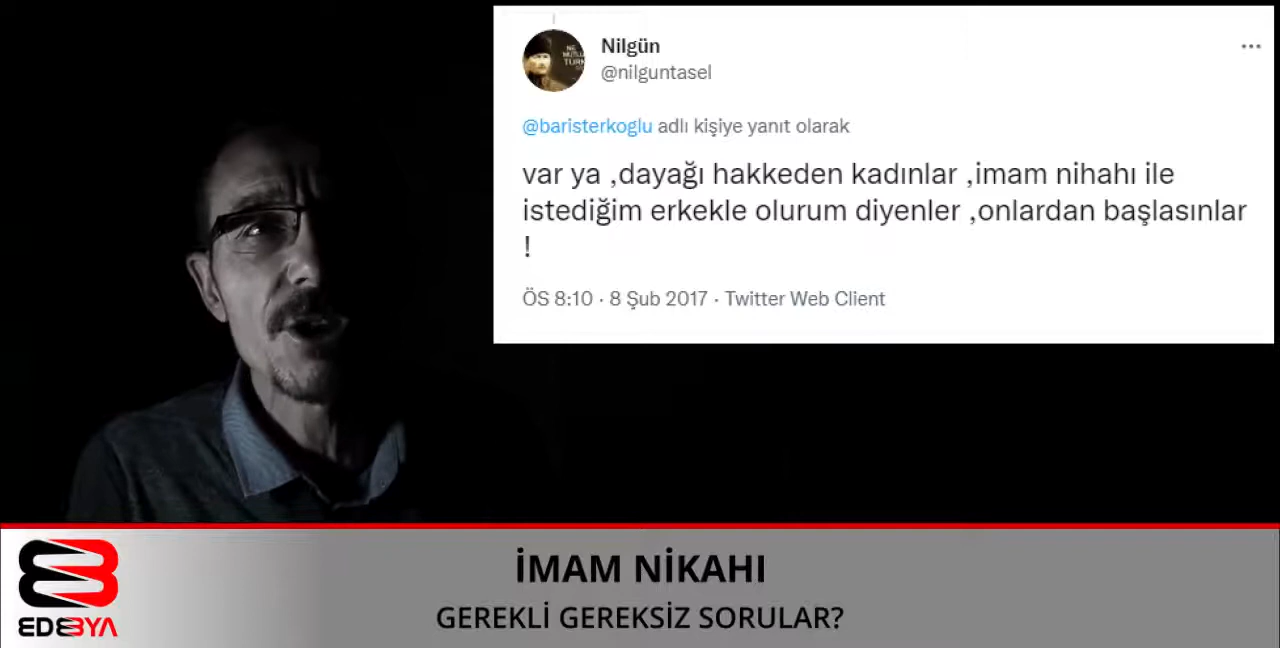 Nilgün
@nilguntasel
@baristerkoglu adlı kişiye yanıt olarak
var ya ,dayağı hakkeden kadınlar ,imam nihahı ile
istediğim erkekle olurum diyenler ,onlardan başlasınlar
!
ÖS 8:10 · 8 Şub 2017 · Twitter Web Client
İMAM NİKAHI
GEREKLİ GEREKSİZ SORULAR?
EDEBYA